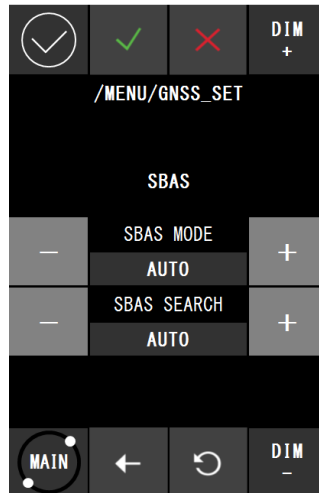 DIM
+
/MENU/GNSS_SET
SBAS
SBAS MODE
− AUTO +
SBAS SEARCH
− AUTO +
MAIN
DIM
−